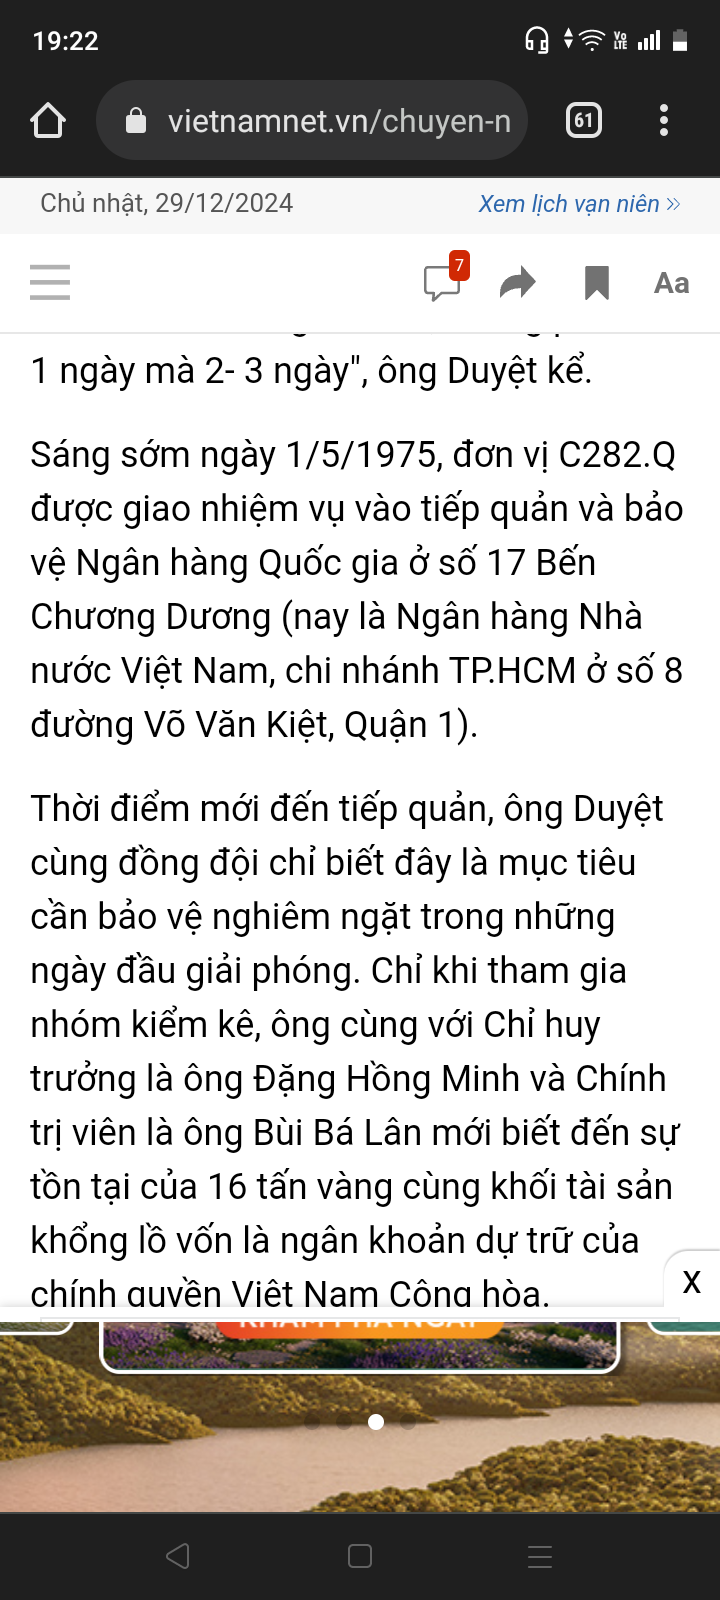 19:22
Vo LTE
vietnamnet.vn/chuyen-n
61
Chủ nhật, 29/12/2024
Xem lịch vạn niên
7
Aa
1 ngày mà 2- 3 ngày", ông Duyệt kể.
Sáng sớm ngày 1/5/1975, đơn vị C282.Q
được giao nhiệm vụ vào tiếp quản và bảo
vệ Ngân hàng Quốc gia ở số 17 Bến
Chương Dương (nay là Ngân hàng Nhà
nước Việt Nam, chi nhánh TP.HCM ở số 8
đường Võ Văn Kiệt, Quận 1).
Thời điểm mới đến tiếp quản, ông Duyệt
cùng đồng đội chỉ biết đây là mục tiêu
cần bảo vệ nghiêm ngặt trong những
ngày đầu giải phóng. Chỉ khi tham gia
nhóm kiểm kê, ông cùng với Chỉ huy
trưởng là ông Đặng Hồng Minh và Chính
trị viên là ông Bùi Bá Lân mới biết đến sự
tồn tại của 16 tấn vàng cùng khối tài sản
khổng lồ vốn là ngân khoản dự trữ của
chính quyền Việt Nam Cộng hòa.
X
KHÁM PHÁ NGAY